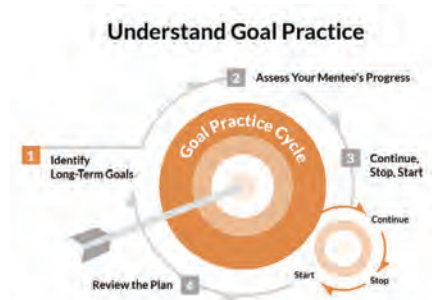 Understand Goal Practice
2 Assess Your Mentee's Progress
Goal Practice Cycle
1 Identify
Long-Term Goals
3 Continue,
Stop, Start
Continue
Start
Stop
Review the Plan 4